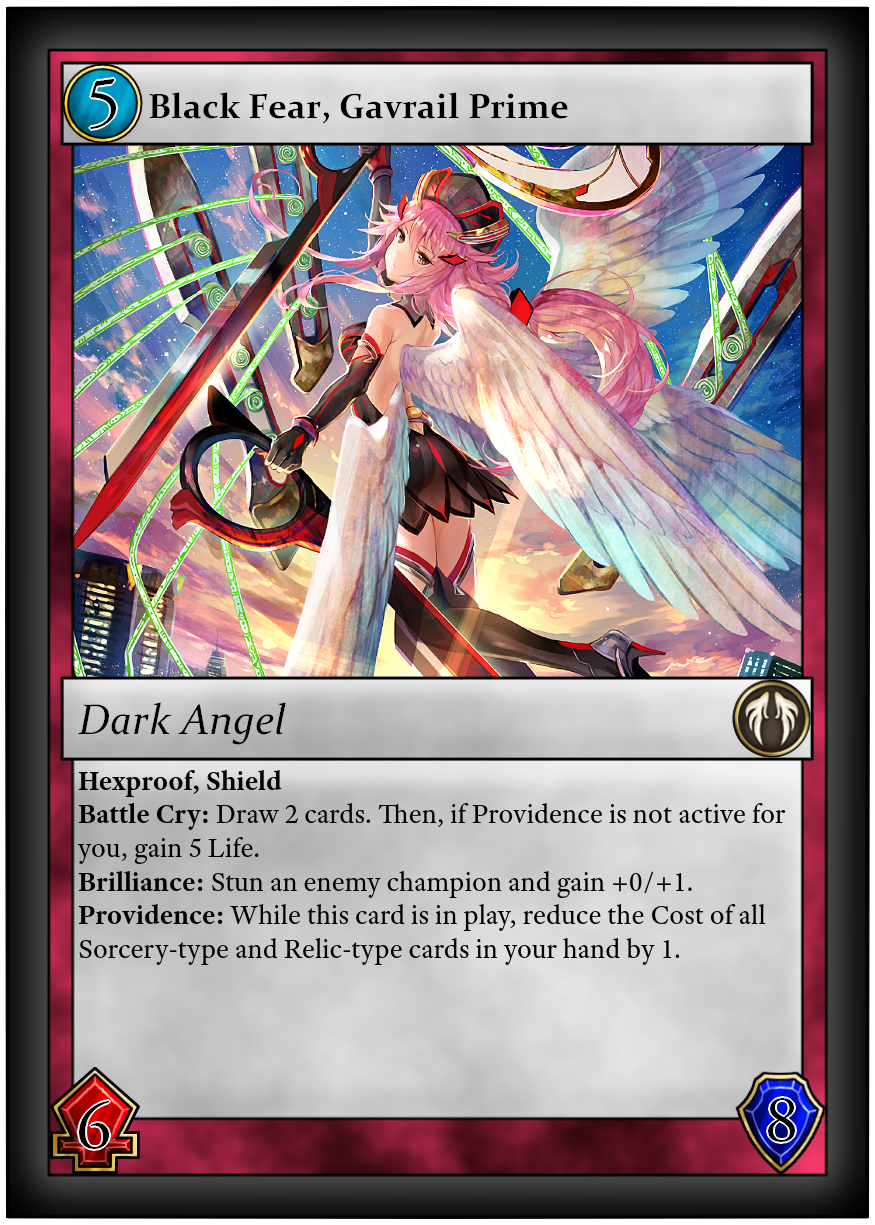 5
Black Fear, Gavrail Prime
Dark Angel
Hexproof, Shield
Battle Cry: Draw 2 cards. Then, if Providence is not active for
you, gain 5 Life.
Brilliance: Stun an enemy champion and gain +0/+1.
Providence: While this card is in play, reduce the Cost of all
Sorcery-type and Relic-type cards in your hand by 1.
6
8